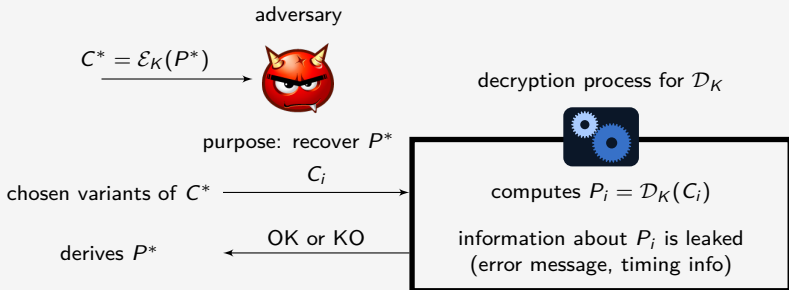 adversary
C* = ℰ_K(P*)
decryption process for 𝒟_K
purpose: recover P*
chosen variants of C*
C_i
computes P_i = 𝒟_K(C_i)
derives P*
OK or KO
information about P_i is leaked
(error message, timing info)